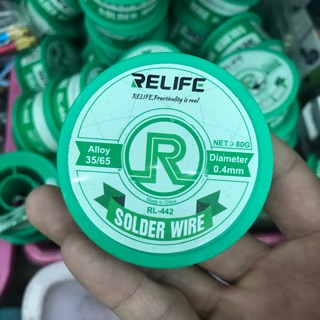 RELIFE
RELIFE, Practicality is real
Alloy
35/65
NET > 80G
Diameter
0.4mm
R
Made in China
RL-442
SOLDER WIRE